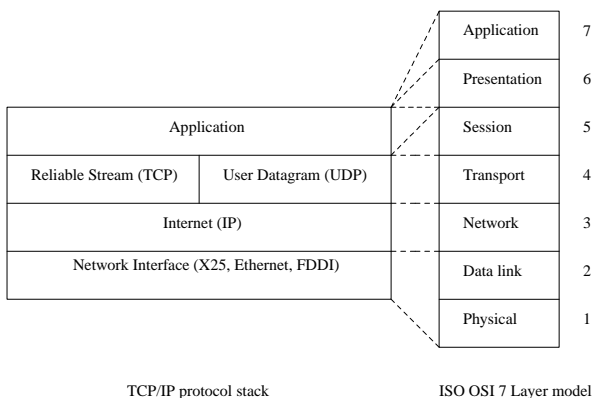 Application 7
Presentation 6
Application
Session 5
Reliable Stream (TCP)
User Datagram (UDP)
Transport 4
Internet (IP)
Network 3
Network Interface (X25, Ethernet, FDDI)
Data link 2
Physical 1
TCP/IP protocol stack
ISO OSI 7 Layer model